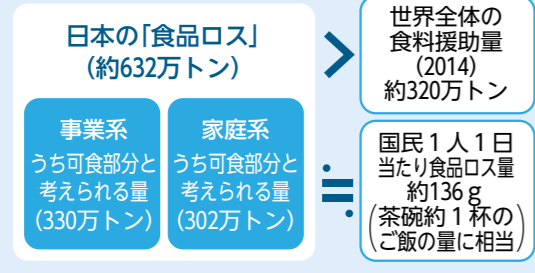 日本の「食品ロス」
（約632万トン）
事業系
うち可食部分と
考えられる量
（330万トン）
家庭系
うち可食部分と
考えられる量
（302万トン）
＞
世界全体の
食料援助量
（2014）
約320万トン
≒
国民１人１日
当たり食品ロス量
約136ｇ
（茶碗約１杯の
ご飯の量に相当）